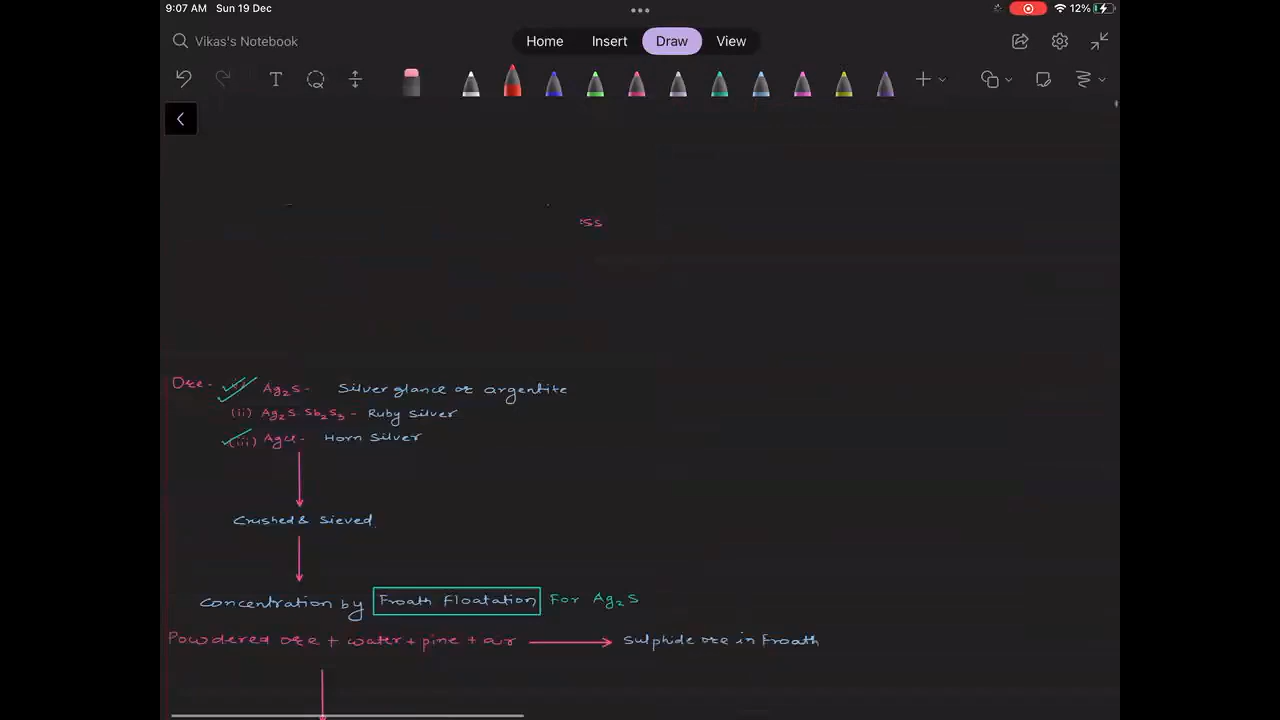 9:07 AM Sun 19 Dec
12%
Vikas's Notebook
Home Insert Draw View
ss
Ore - (i) Ag2S - Silver glance or argentite
(ii) Ag2S Sb2S3 - Ruby Silver
(iii) Agcl - Horn Silver
Crushed & Sieved
Concentration by Froath Floatation For Ag2S
Powdered ore + water + pine + air → Sulphide ore in Froath